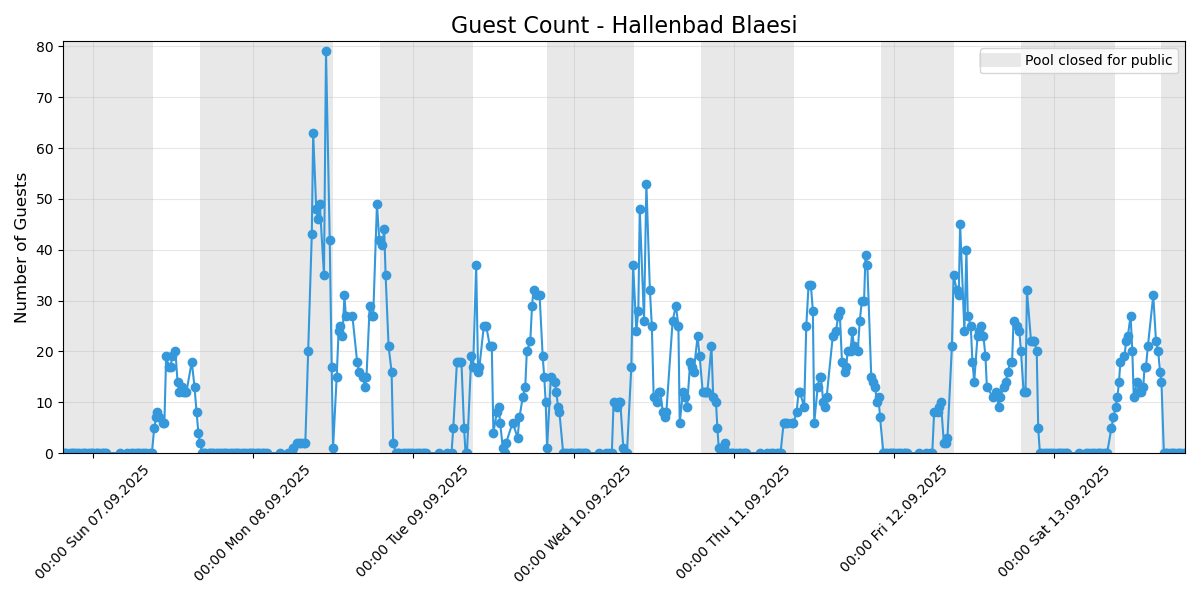 Guest Count - Hallenbad Blaesi
Pool closed for public
Number of Guests
80
70
60
50
40
30
20
10
0
00:00 Sun 07.09.2025
00:00 Mon 08.09.2025
00:00 Tue 09.09.2025
00:00 Wed 10.09.2025
00:00 Thu 11.09.2025
00:00 Fri 12.09.2025
00:00 Sat 13.09.2025